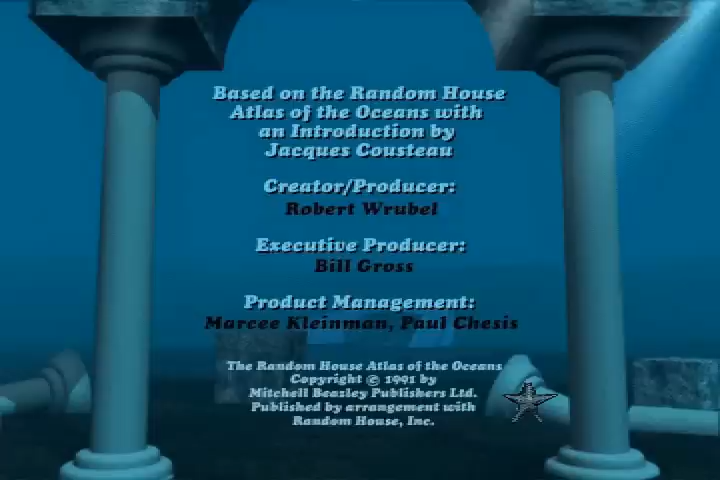 Based on the Random House
Atlas of the Oceans with
an Introduction by
Jacques Cousteau
Creator/Producer:
Robert Wrubel
Executive Producer:
Bill Gross
Product Management:
Marcee Kleinman, Paul Chesis
The Random House Atlas of the Oceans
Copyright © 1991 by
Mitchell Beazley Publishers Ltd.
Published by arrangement with
Random House, Inc.